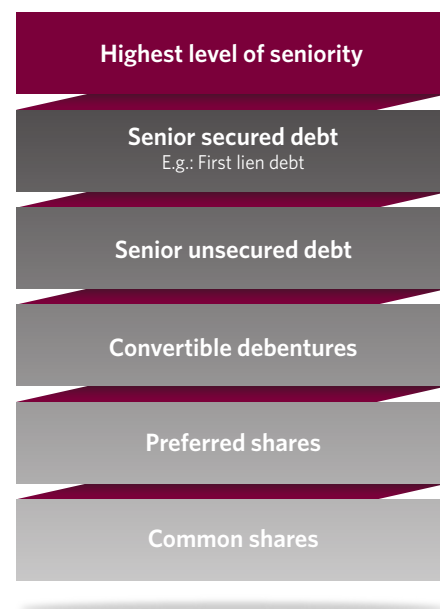 Highest level of seniority
Senior secured debt
E.g.: First lien debt
Senior unsecured debt
Convertible debentures
Preferred shares
Common shares